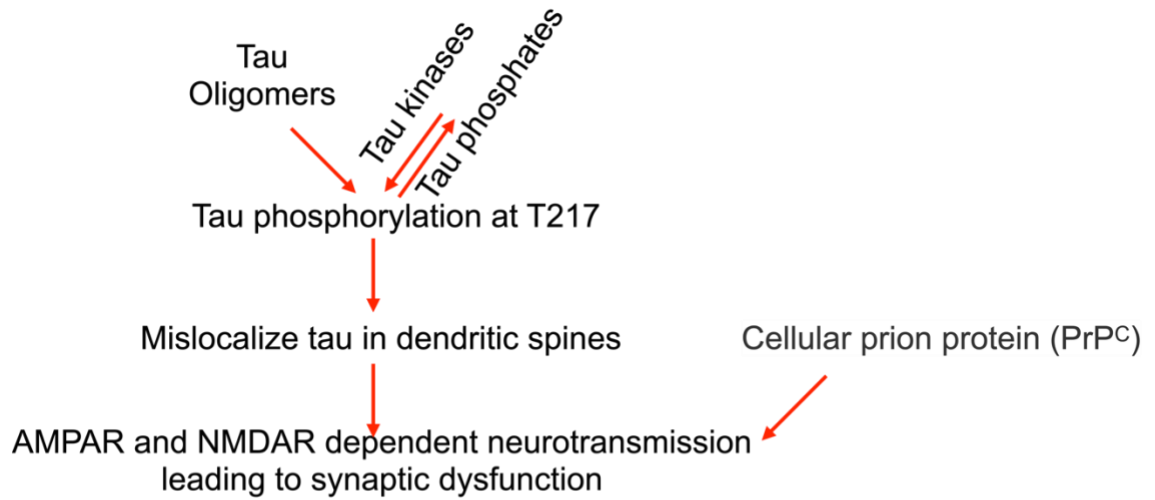 Tau
Oligomers
Tau kinases
Tau phosphates
Tau phosphorylation at T217
Mislocalize tau in dendritic spines
Cellular prion protein (PrPᶜ)
AMPAR and NMDAR dependent neurotransmission
leading to synaptic dysfunction